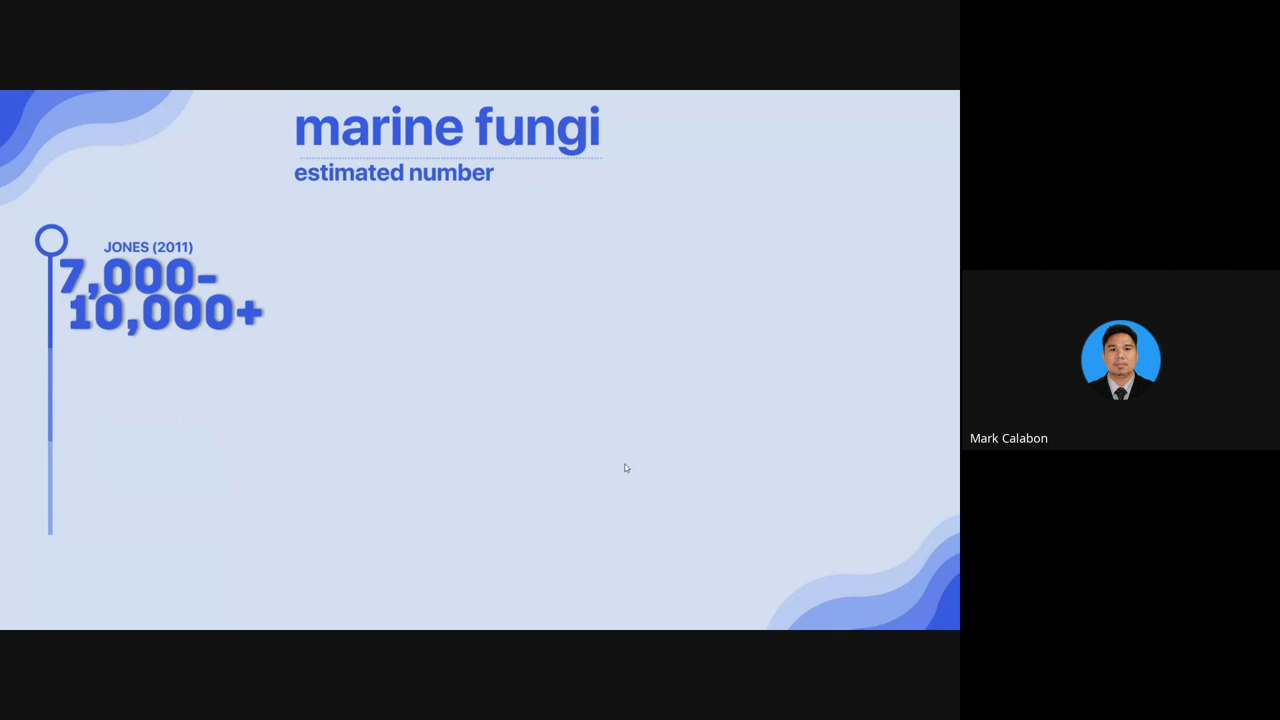 marine fungi
estimated number
JONES (2011)
7,000-
10,000+
Mark Calabon